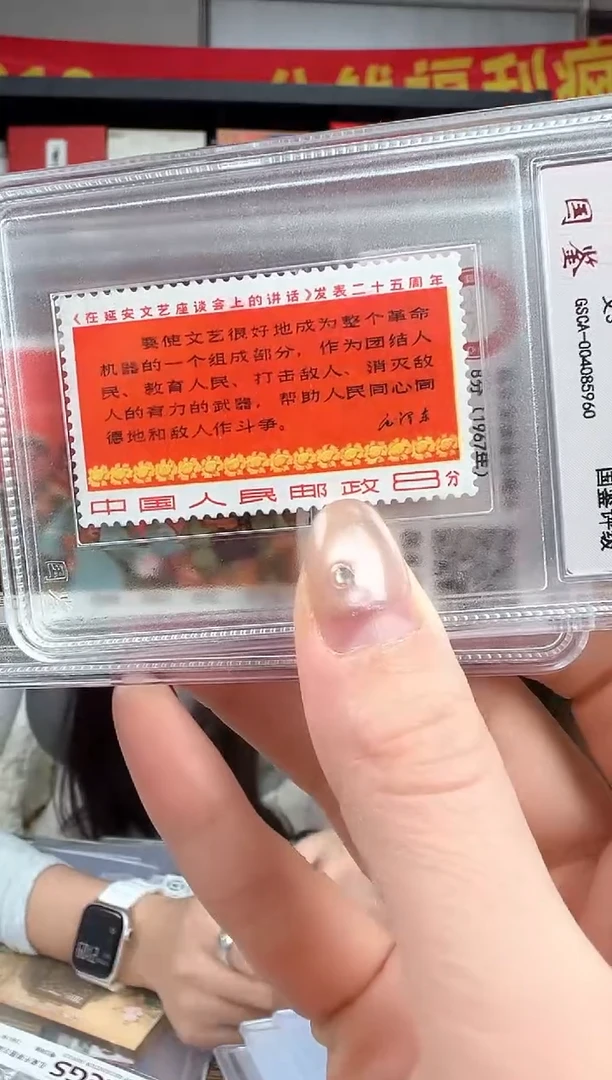 《在延安文艺座谈会上的讲话》发表二十五周年
要使文艺很好地成为整个革命
机器的一个组成部分，作为团结人
民、教育人民、打击敌人、消灭敌
人的有力的武器，帮助人民同心同
德地和敌人作斗争。
毛泽东
中国人民邮政8分
8分（1967年）
国鉴
GSCA-004085960
国鉴评级